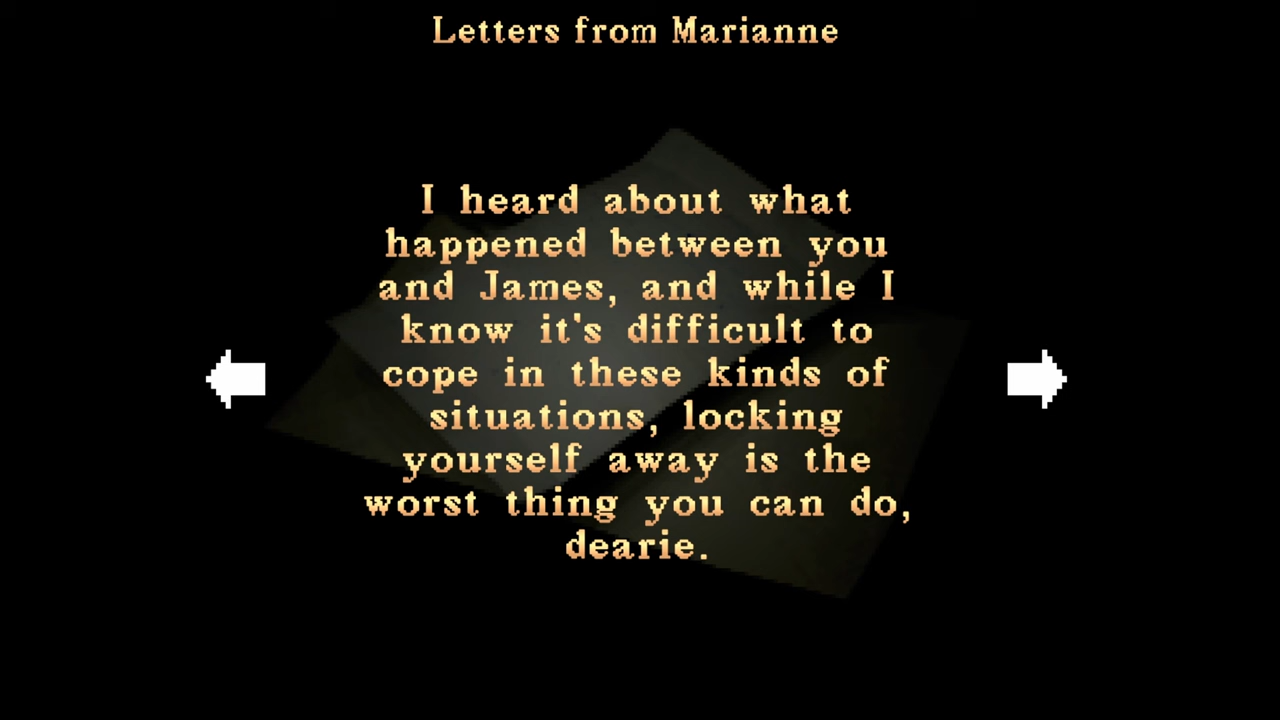 Letters from Marianne
I heard about what
happened between you
and James, and while I
know it's difficult to
cope in these kinds of
situations, locking
yourself away is the
worst thing you can do,
dearie.